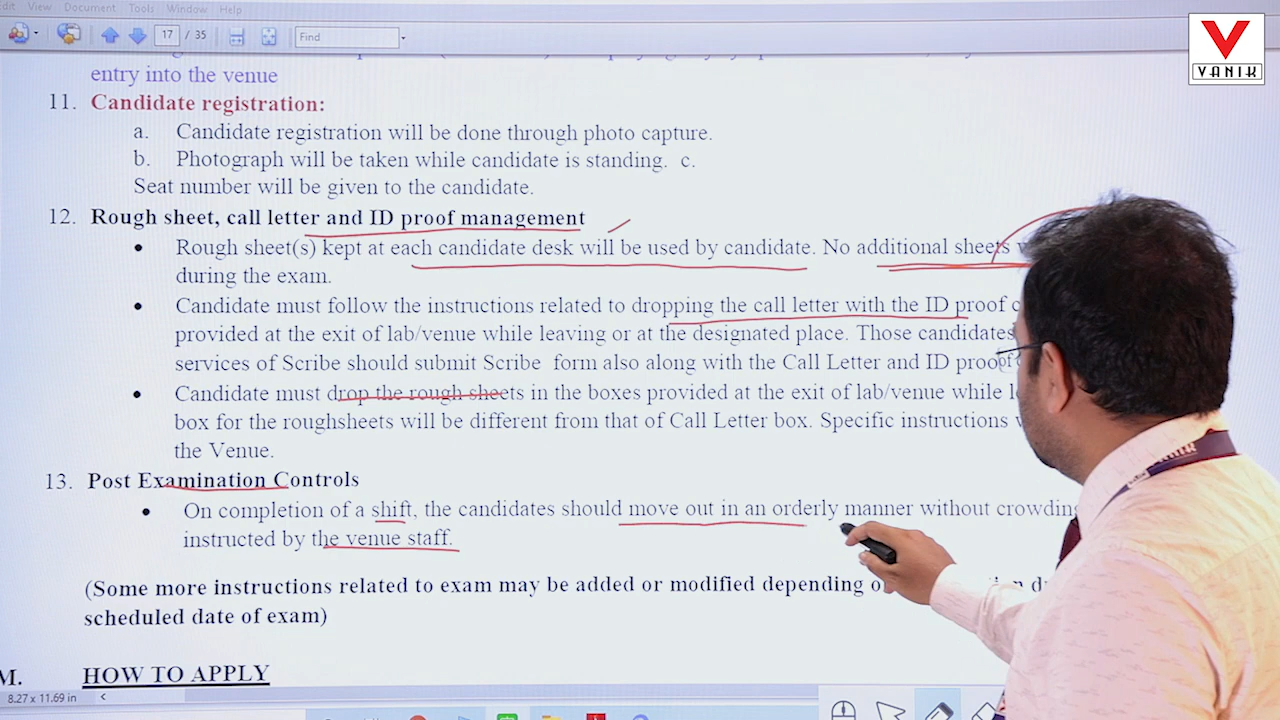 Edit View Document Tools Window Help
17 / 35 Find
VANIK
entry into the venue
11. Candidate registration:
a. Candidate registration will be done through photo capture.
b. Photograph will be taken while candidate is standing. c.
Seat number will be given to the candidate.
12. Rough sheet, call letter and ID proof management
• Rough sheet(s) kept at each candidate desk will be used by candidate. No additional sheets
during the exam.
• Candidate must follow the instructions related to dropping the call letter with the ID proof
provided at the exit of lab/venue while leaving or at the designated place. Those candidates
services of Scribe should submit Scribe form also along with the Call Letter and ID proof
• Candidate must drop the rough sheets in the boxes provided at the exit of lab/venue while
box for the roughsheets will be different from that of Call Letter box. Specific instructions
the Venue.
13. Post Examination Controls
• On completion of a shift, the candidates should move out in an orderly manner without crowding
instructed by the venue staff.
(Some more instructions related to exam may be added or modified depending
scheduled date of exam)
M. HOW TO APPLY
8.27 x 11.69 in